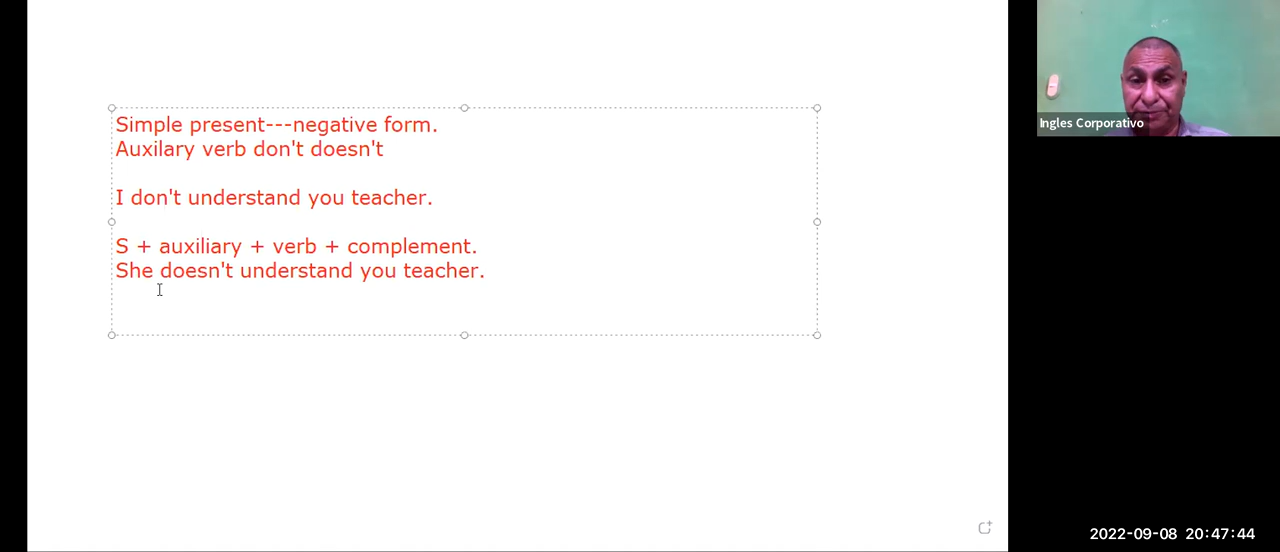 Simple present---negative form.
Auxilary verb don't doesn't
I don't understand you teacher.
S + auxiliary + verb + complement.
She doesn't understand you teacher.
Ingles Corporativo
2022-09-08 20:47:44